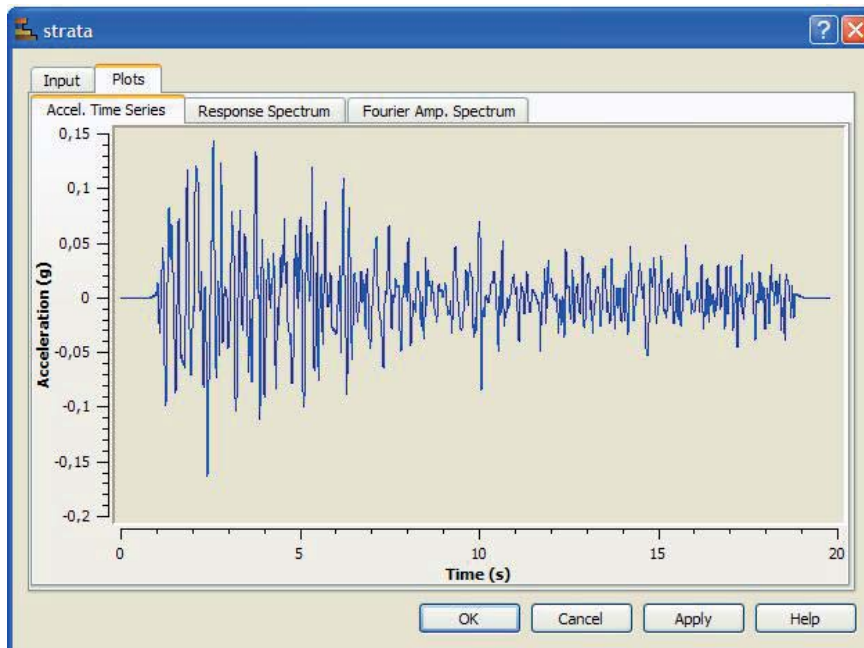 strata
Input Plots
Accel. Time Series Response Spectrum Fourier Amp. Spectrum
0,15
0,1
0,05
0
-0,05
-0,1
-0,15
-0,2
Acceleration (g)
0 5 10 15 20
Time (s)
OK Cancel Apply Help